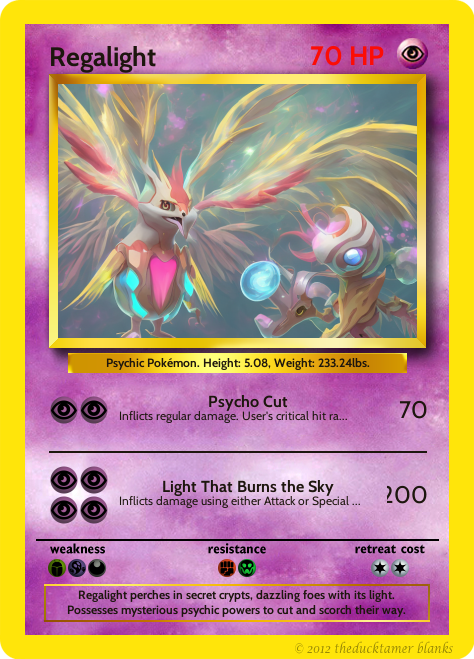 Regalight
70 HP
Psychic Pokémon. Height: 5.08, Weight: 233.24lbs.
Psycho Cut
Inflicts regular damage. User's critical hit ra...
70
Light That Burns the Sky
Inflicts damage using either Attack or Special ...
200
weakness
resistance
retreat cost
Regalight perches in secret crypts, dazzling foes with its light.
Possesses mysterious psychic powers to cut and scorch their way.
© 2012 theducktamer blanks